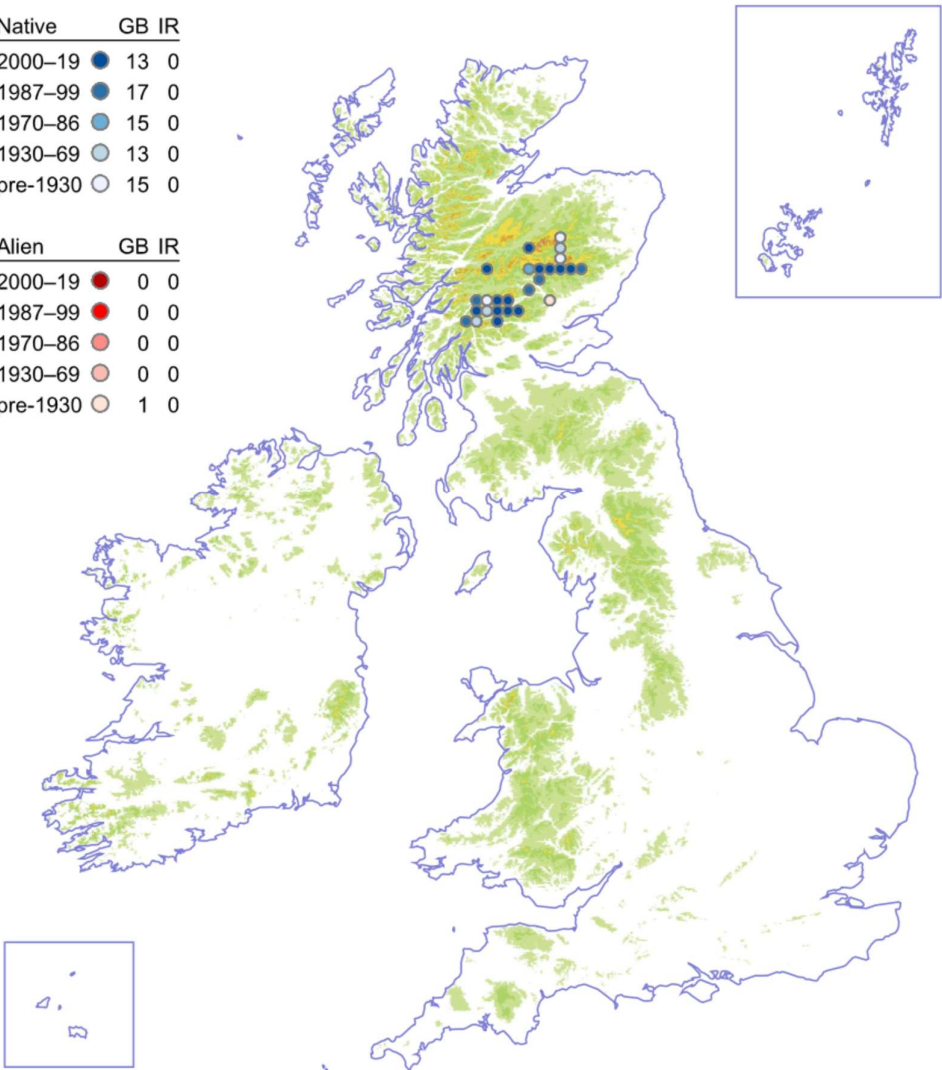 Native GB IR
2000–19 13 0
1987–99 17 0
1970–86 15 0
1930–69 13 0
pre-1930 15 0
Alien GB IR
2000–19 0 0
1987–99 0 0
1970–86 0 0
1930–69 0 0
pre-1930 1 0